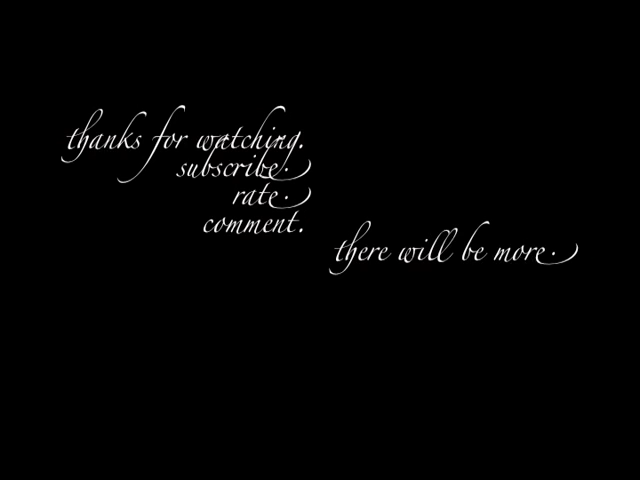 thanks for watching.
subscribe.
rate.
comment.
there will be more.